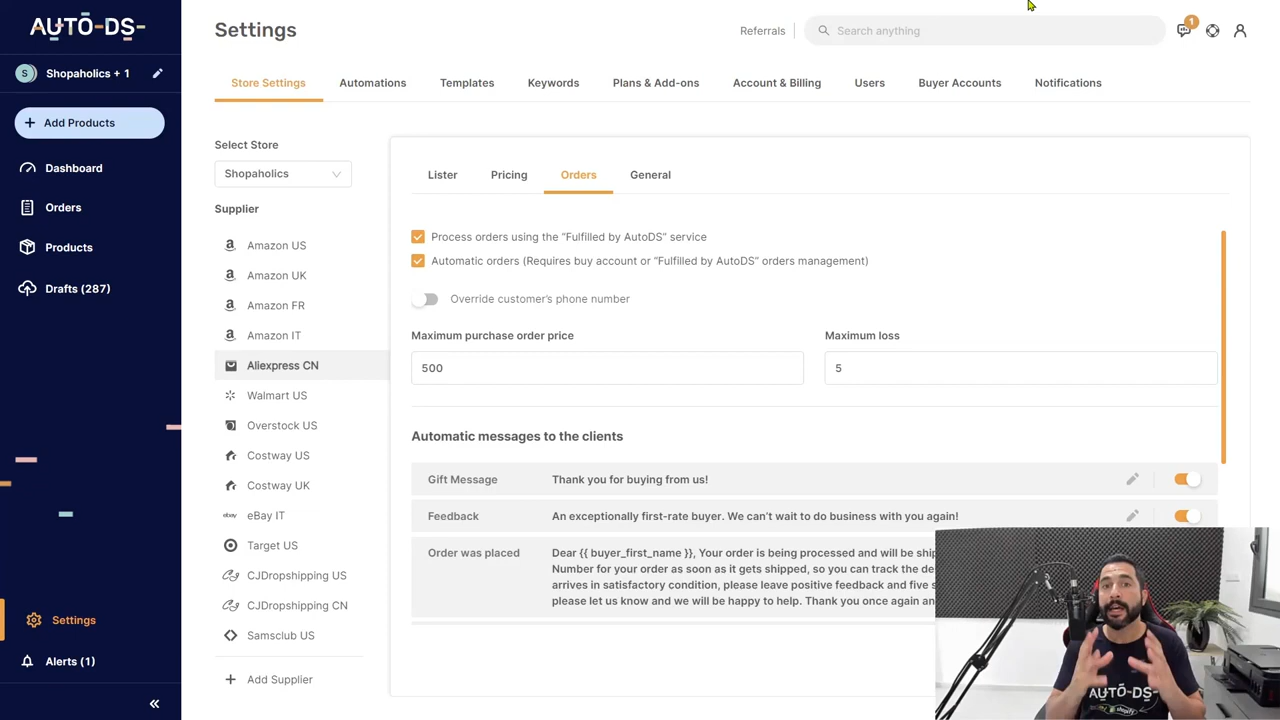 AUTO-DS-
Settings
Referrals
Search anything
1
S
Shopaholics + 1
Store Settings
Automations
Templates
Keywords
Plans & Add-ons
Account & Billing
Users
Buyer Accounts
Notifications
+ Add Products
Dashboard
Orders
Products
Drafts (287)
Settings
Alerts (1)
Select Store
Shopaholics
Supplier
Amazon US
Amazon UK
Amazon FR
Amazon IT
Aliexpress CN
Walmart US
Overstock US
Costway US
Costway UK
ebay eBay IT
Target US
CJDropshipping US
CJDropshipping CN
Samsclub US
+ Add Supplier
Lister
Pricing
Orders
General
Process orders using the “Fulfilled by AutoDS” service
Automatic orders (Requires buy account or “Fulfilled by AutoDS” orders management)
Override customer’s phone number
Maximum purchase order price
500
Maximum loss
5
Automatic messages to the clients
Gift Message
Thank you for buying from us!
Feedback
An exceptionally first-rate buyer. We can’t wait to do business with you again!
Order was placed
Dear {{ buyer_first_name }}, Your order is being processed and will be ship
Number for your order as soon as it gets shipped, so you can track the de
arrives in satisfactory condition, please leave positive feedback and five s
please let us know and we will be happy to help. Thank you once again an
AUTO-DS-
shopify